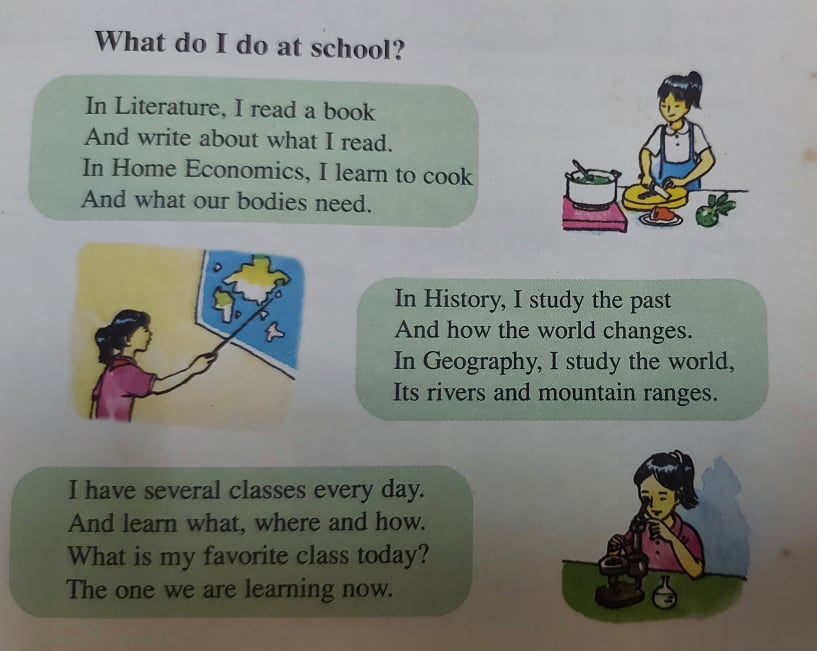 What do I do at school?
In Literature, I read a book
And write about what I read.
In Home Economics, I learn to cook
And what our bodies need.
In History, I study the past
And how the world changes.
In Geography, I study the world,
Its rivers and mountain ranges.
I have several classes every day.
And learn what, where and how.
What is my favorite class today?
The one we are learning now.